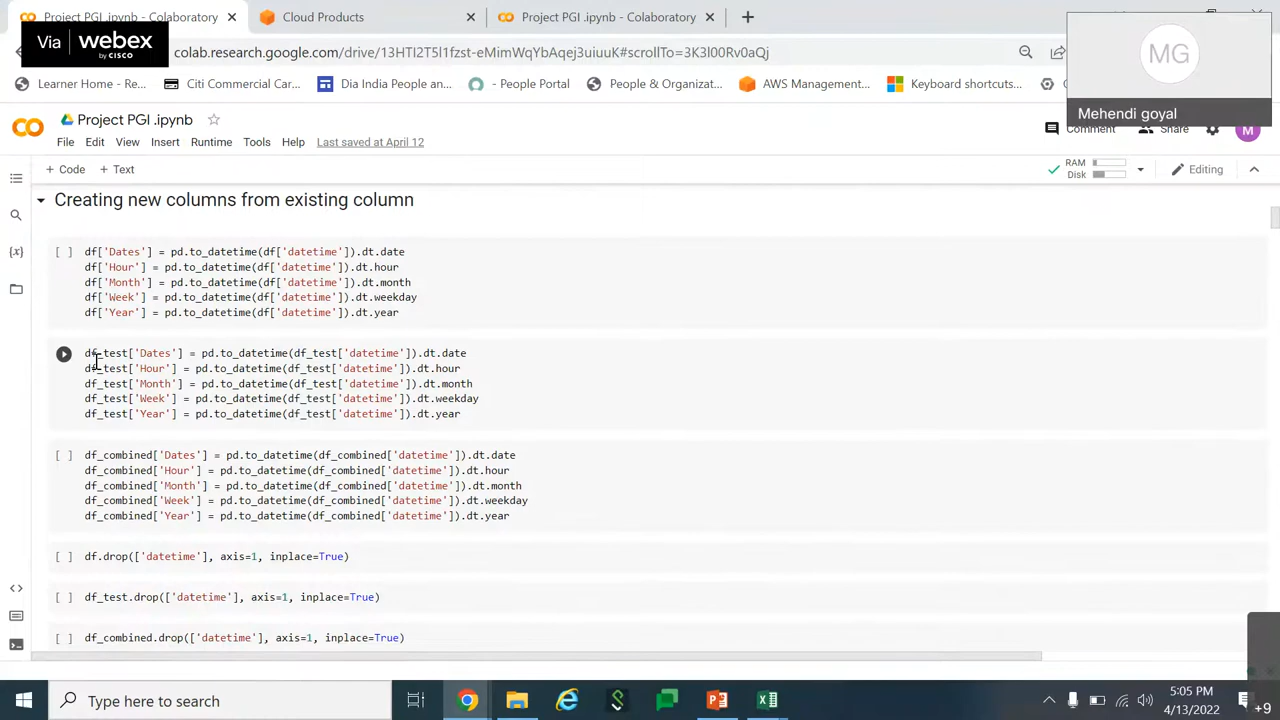 Project PGI .ipynb - Colaboratory
Cloud Products
Project PGI .ipynb - Colaboratory
Via webex
by CISCO
colab.research.google.com/drive/13HTI2T5l1fzst-eMimWqYbAqej3uiuuK#scrollTo=3K3l00Rv0aQj
MG
Mehendi goyal
Learner Home - Re...
Citi Commercial Car...
Dia India People an...
- People Portal
People & Organizat...
AWS Management...
Keyboard shortcuts...
Project PGI .ipynb
File Edit View Insert Runtime Tools Help Last saved at April 12
Comment Share M
+ Code + Text
RAM
Disk
Editing
Creating new columns from existing column
[ ] df['Dates'] = pd.to_datetime(df['datetime']).dt.date
df['Hour'] = pd.to_datetime(df['datetime']).dt.hour
df['Month'] = pd.to_datetime(df['datetime']).dt.month
df['Week'] = pd.to_datetime(df['datetime']).dt.weekday
df['Year'] = pd.to_datetime(df['datetime']).dt.year
df_test['Dates'] = pd.to_datetime(df_test['datetime']).dt.date
df_test['Hour'] = pd.to_datetime(df_test['datetime']).dt.hour
df_test['Month'] = pd.to_datetime(df_test['datetime']).dt.month
df_test['Week'] = pd.to_datetime(df_test['datetime']).dt.weekday
df_test['Year'] = pd.to_datetime(df_test['datetime']).dt.year
[ ] df_combined['Dates'] = pd.to_datetime(df_combined['datetime']).dt.date
df_combined['Hour'] = pd.to_datetime(df_combined['datetime']).dt.hour
df_combined['Month'] = pd.to_datetime(df_combined['datetime']).dt.month
df_combined['Week'] = pd.to_datetime(df_combined['datetime']).dt.weekday
df_combined['Year'] = pd.to_datetime(df_combined['datetime']).dt.year
[ ] df.drop(['datetime'], axis=1, inplace=True)
[ ] df_test.drop(['datetime'], axis=1, inplace=True)
[ ] df_combined.drop(['datetime'], axis=1, inplace=True)
Type here to search
5:05 PM
4/13/2022
+9